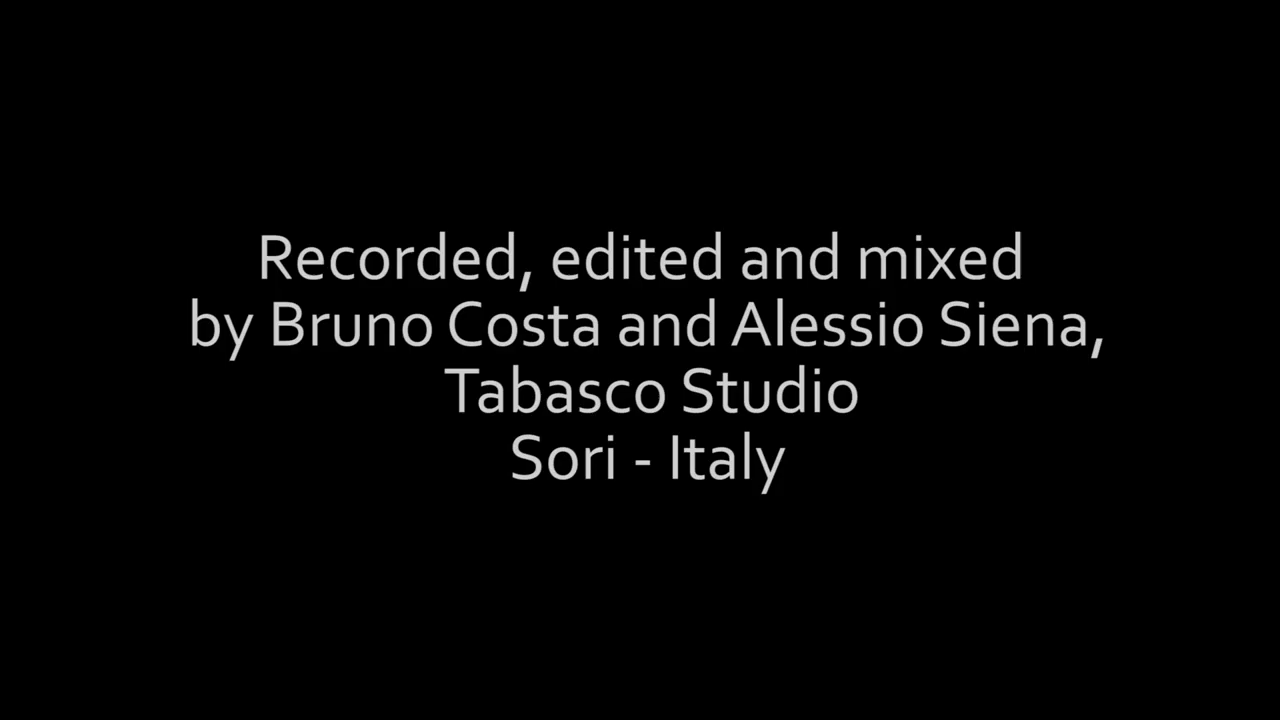 Recorded, edited and mixed
by Bruno Costa and Alessio Siena,
Tabasco Studio
Sori - Italy